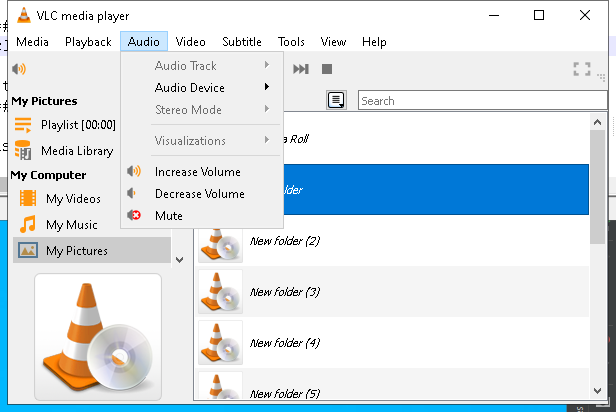 VLC media player
Media Playback Audio Video Subtitle Tools View Help
Audio Track
Audio Device
Stereo Mode
Visualizations
Increase Volume
Decrease Volume
Mute
My Pictures
Playlist [00:00]
Media Library
My Computer
My Videos
My Music
My Pictures
Search
a Roll
lder
New folder (2)
New folder (3)
New folder (4)
New folder (5)